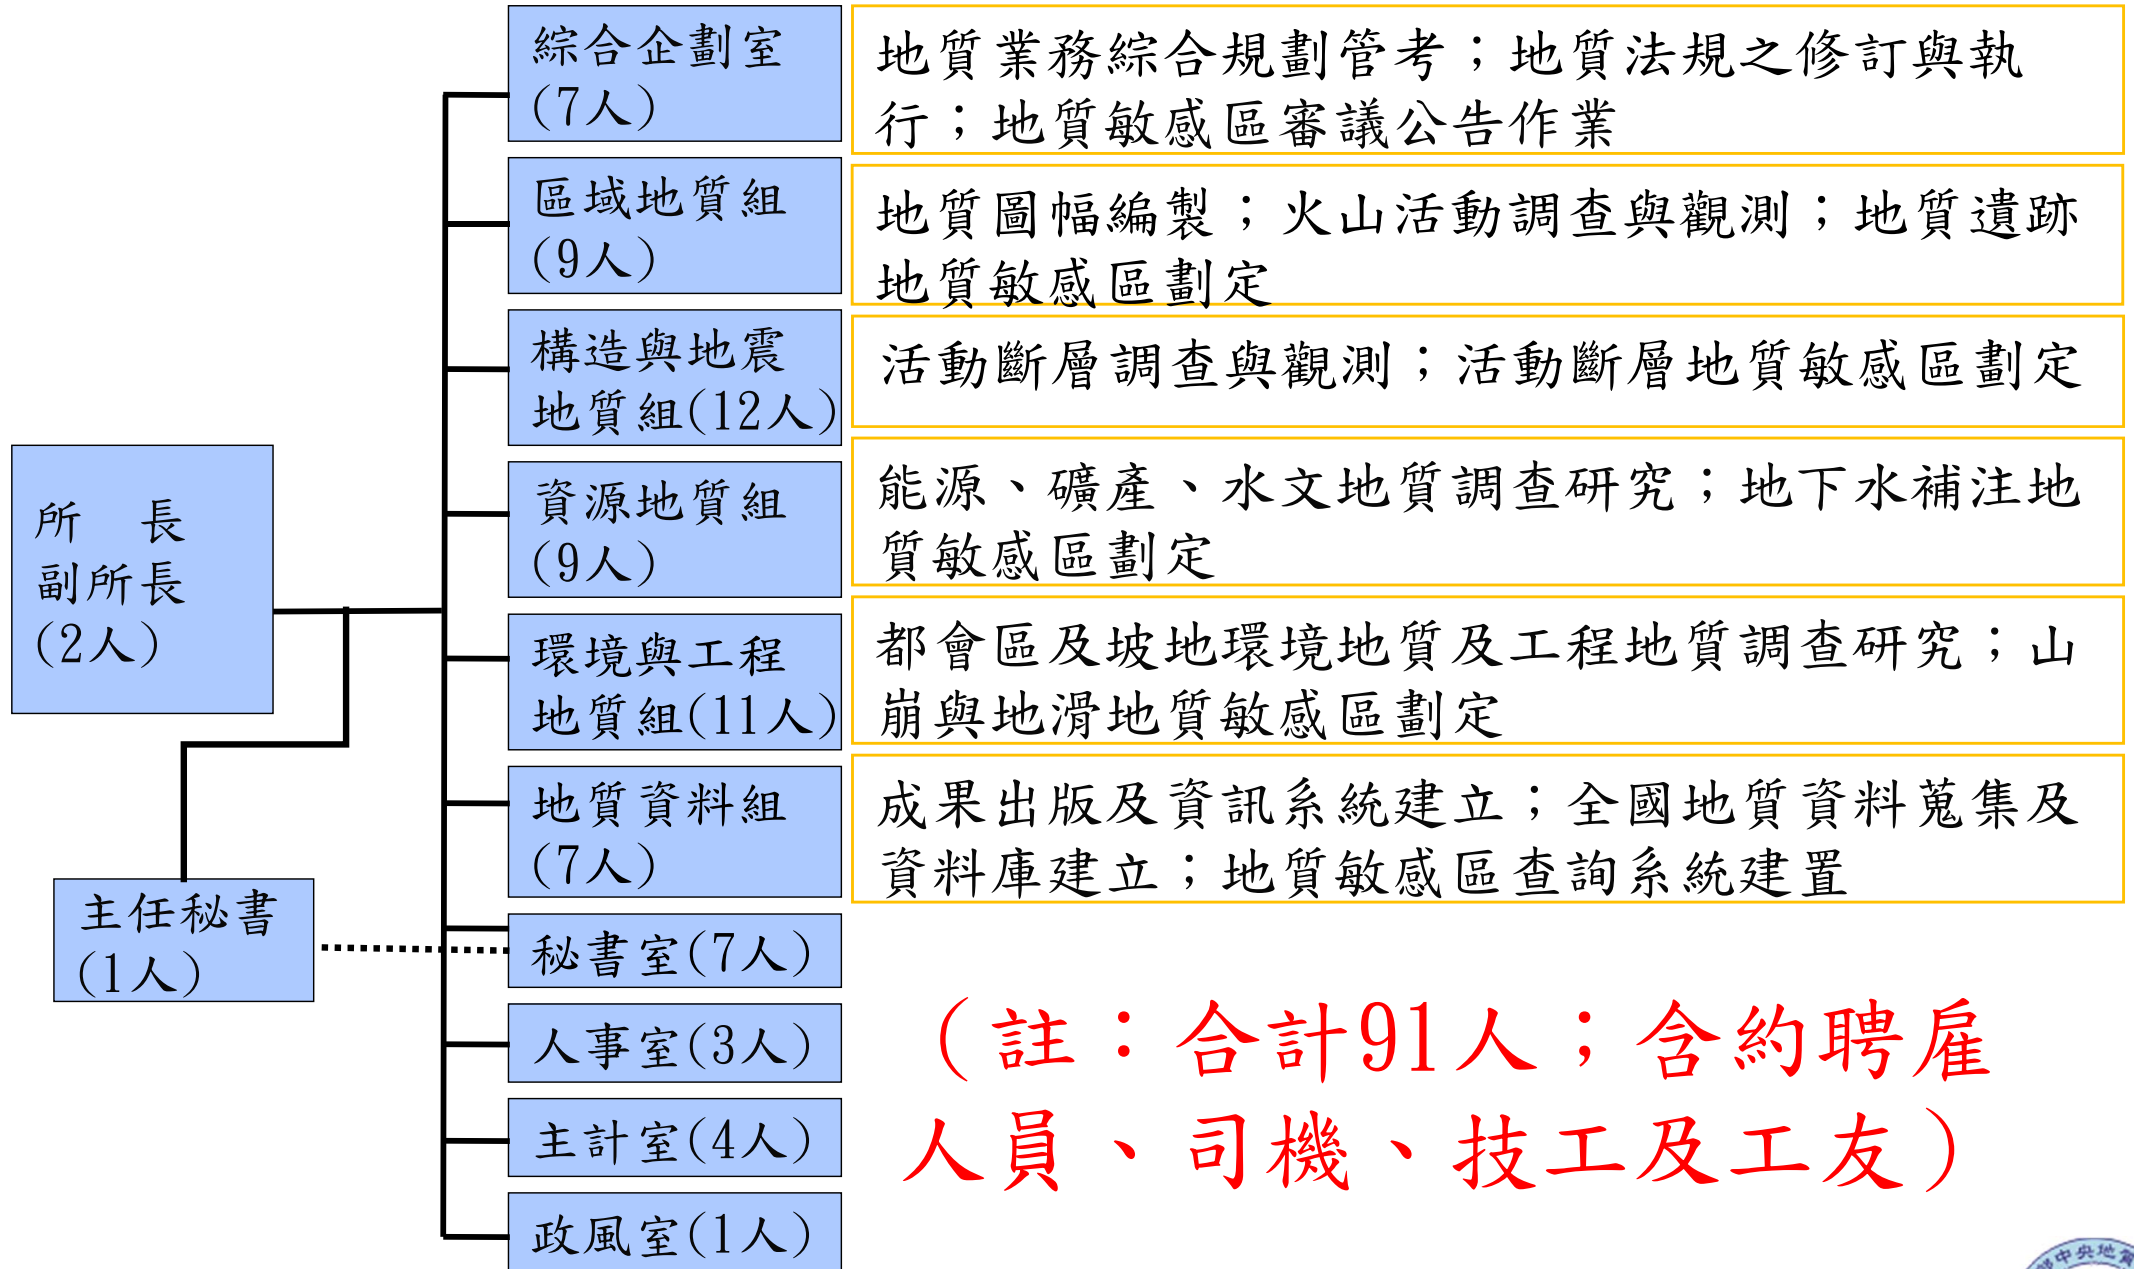 綜合企劃室
(7人)
地質業務綜合規劃管考；地質法規之修訂與執
行；地質敏感區審議公告作業
區域地質組
(9人)
地質圖幅編製；火山活動調查與觀測；地質遺跡
地質敏感區劃定
構造與地震
地質組(12人)
活動斷層調查與觀測；活動斷層地質敏感區劃定
資源地質組
(9人)
能源、礦產、水文地質調查研究；地下水補注地
質敏感區劃定
環境與工程
地質組(11人)
都會區及坡地環境地質及工程地質調查研究；山
崩與地滑地質敏感區劃定
地質資料組
(7人)
成果出版及資訊系統建立；全國地質資料蒐集及
資料庫建立；地質敏感區查詢系統建置
所　長
副所長
(2人)
主任秘書
(1人)
秘書室(7人)
人事室(3人)
主計室(4人)
政風室(1人)
（註：合計91人；含約聘雇
人員、司機、技工及工友）
中央地質